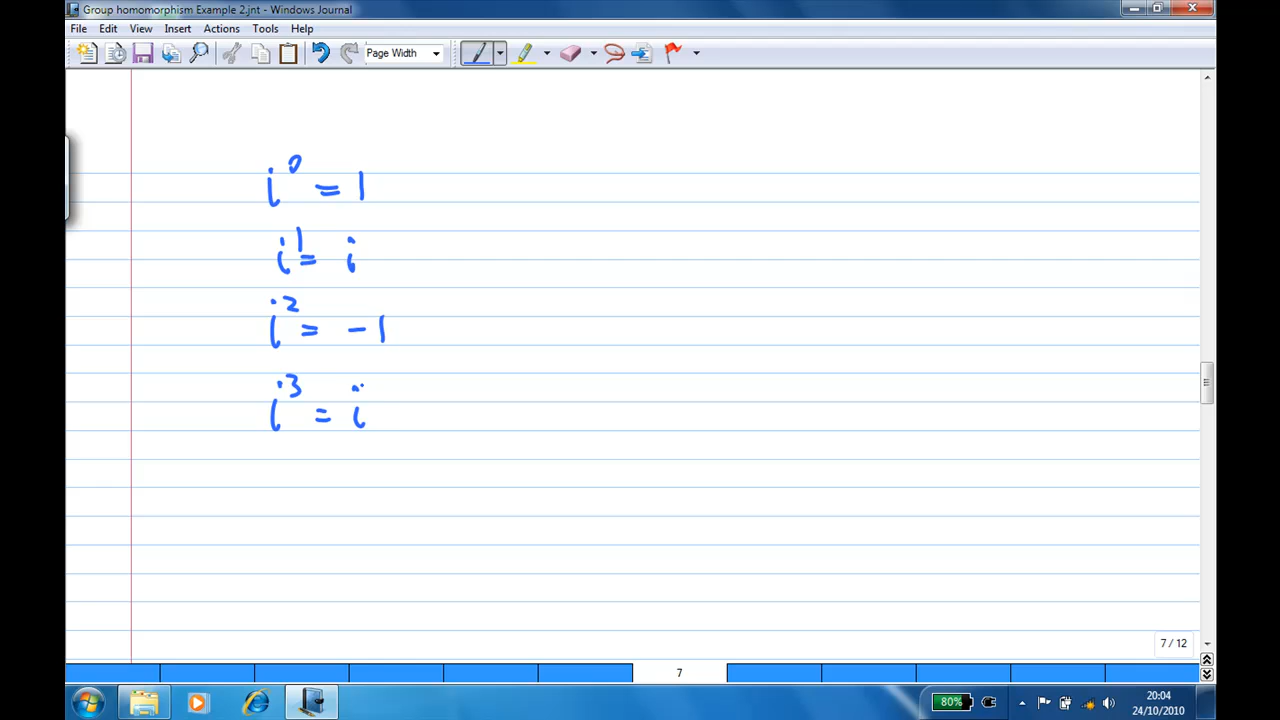 Group homomorphism Example 2.jnt - Windows Journal
File Edit View Insert Actions Tools Help
Page Width
i⁰ = 1
i¹ = i
i² = -1
i³ = i
7 / 12
7
80%
20:04
24/10/2010